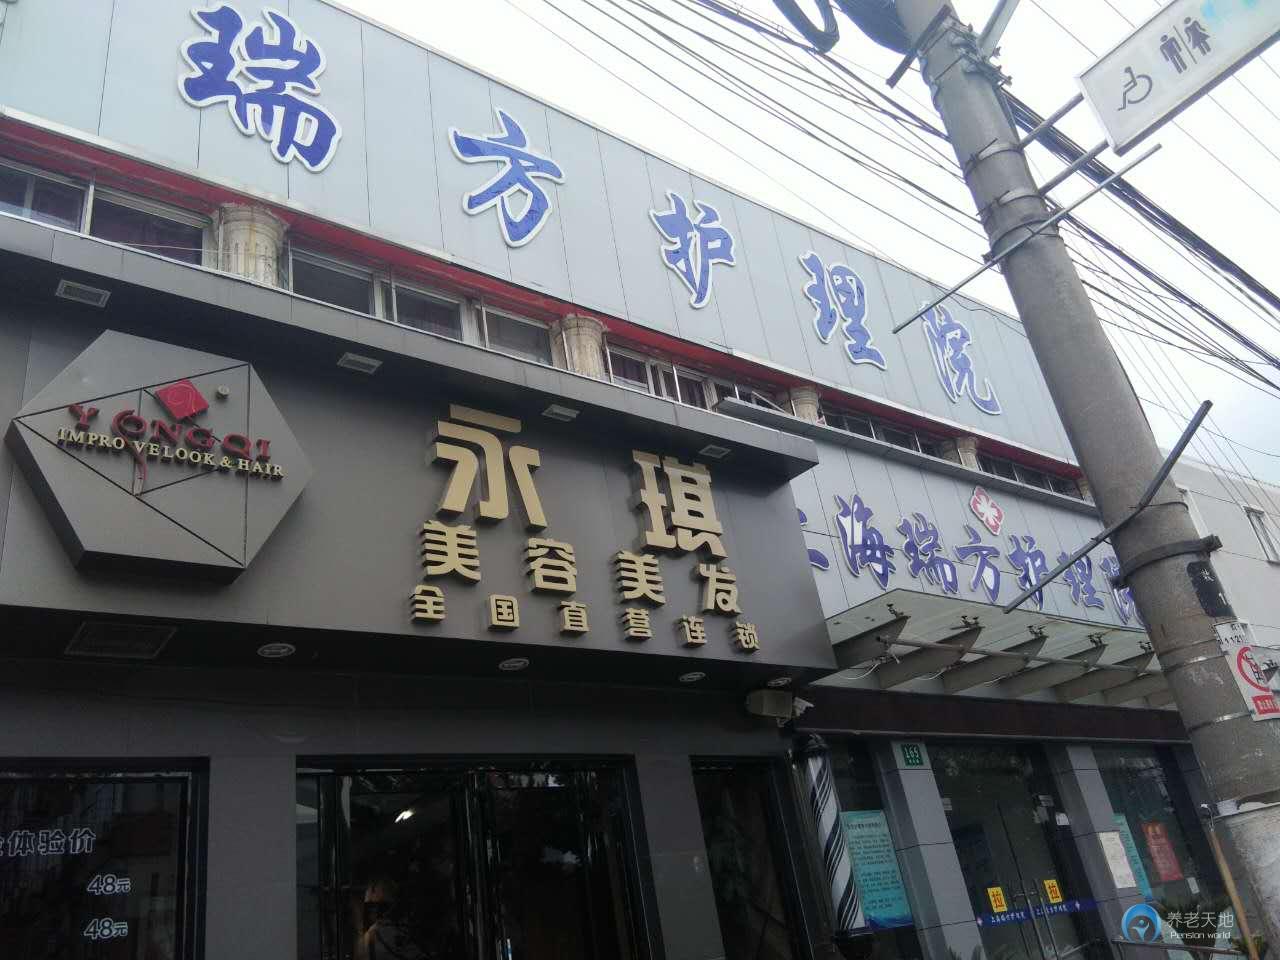 瑞方护理院
YONGQI
IMPROVELOOK & HAIR
永琪
美容美发
全国直营连锁
上海瑞方护理院
165
体验价
48元
48元
拉
拉
养老天地
Pension world